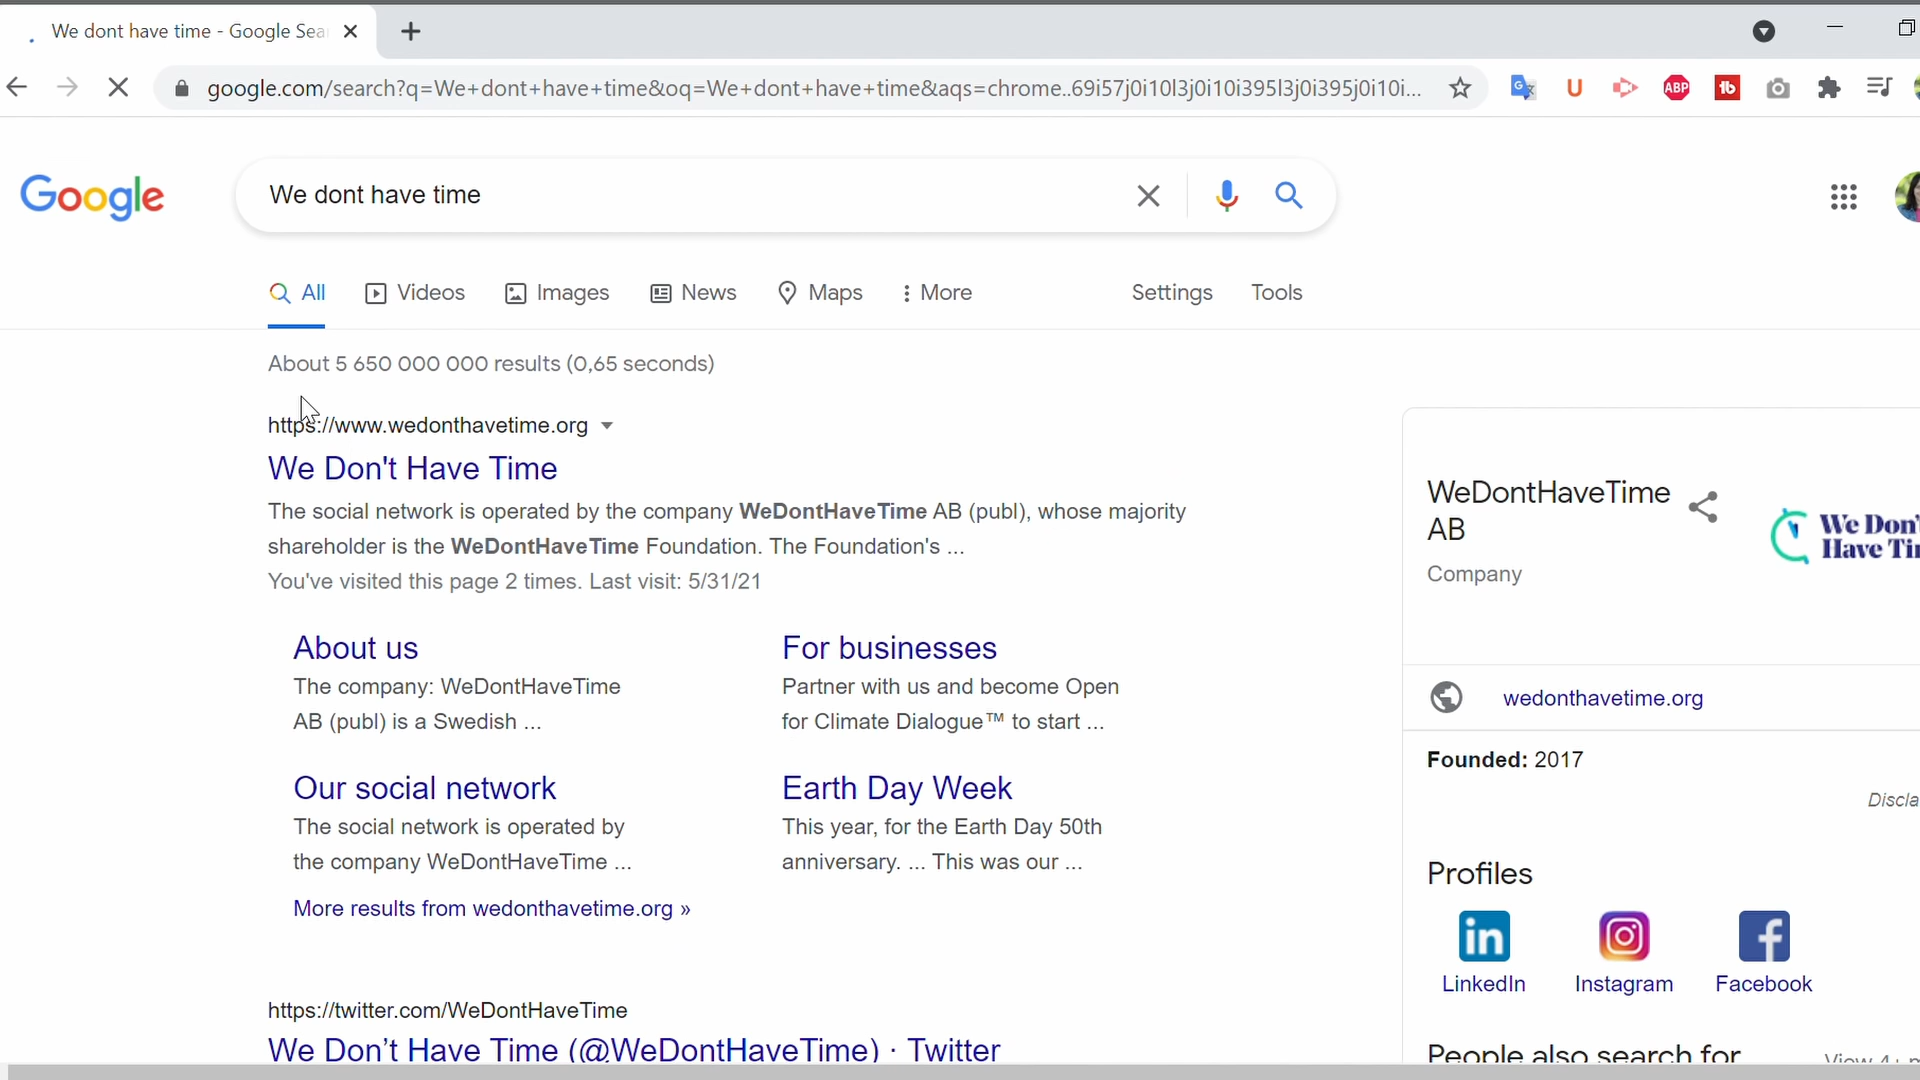 We dont have time - Google Sea
google.com/search?q=We+dont+have+time&oq=We+dont+have+time&aqs=chrome..69i57j0i10l3j0i10i395l3j0i395j0i10i...
ABP
Google
We dont have time
All Videos Images News Maps More Settings Tools
About 5 650 000 000 results (0,65 seconds)
https://www.wedonthavetime.org
We Don't Have Time
The social network is operated by the company WeDontHaveTime AB (publ), whose majority
shareholder is the WeDontHaveTime Foundation. The Foundation's ...
You've visited this page 2 times. Last visit: 5/31/21
About us
The company: WeDontHaveTime
AB (publ) is a Swedish ...
For businesses
Partner with us and become Open
for Climate Dialogue™ to start ...
Our social network
The social network is operated by
the company WeDontHaveTime ...
Earth Day Week
This year, for the Earth Day 50th
anniversary. ... This was our ...
More results from wedonthavetime.org »
https://twitter.com/WeDontHaveTime
We Don’t Have Time (@WeDontHaveTime) · Twitter
WeDontHaveTime
AB
Company
We Don'
Have Ti
wedonthavetime.org
Founded: 2017
Discla
Profiles
LinkedIn Instagram Facebook
People also search for